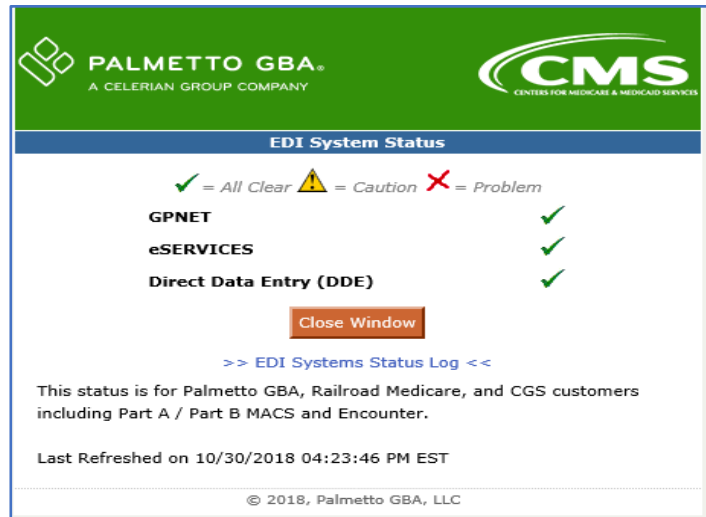 PALMETTO GBA®
A CELERIAN GROUP COMPANY
CMS
CENTERS FOR MEDICARE & MEDICAID SERVICES
EDI System Status
= All Clear = Caution = Problem
GPNET
eSERVICES
Direct Data Entry (DDE)
Close Window
>> EDI Systems Status Log <<
This status is for Palmetto GBA, Railroad Medicare, and CGS customers
including Part A / Part B MACS and Encounter.
Last Refreshed on 10/30/2018 04:23:46 PM EST
© 2018, Palmetto GBA, LLC